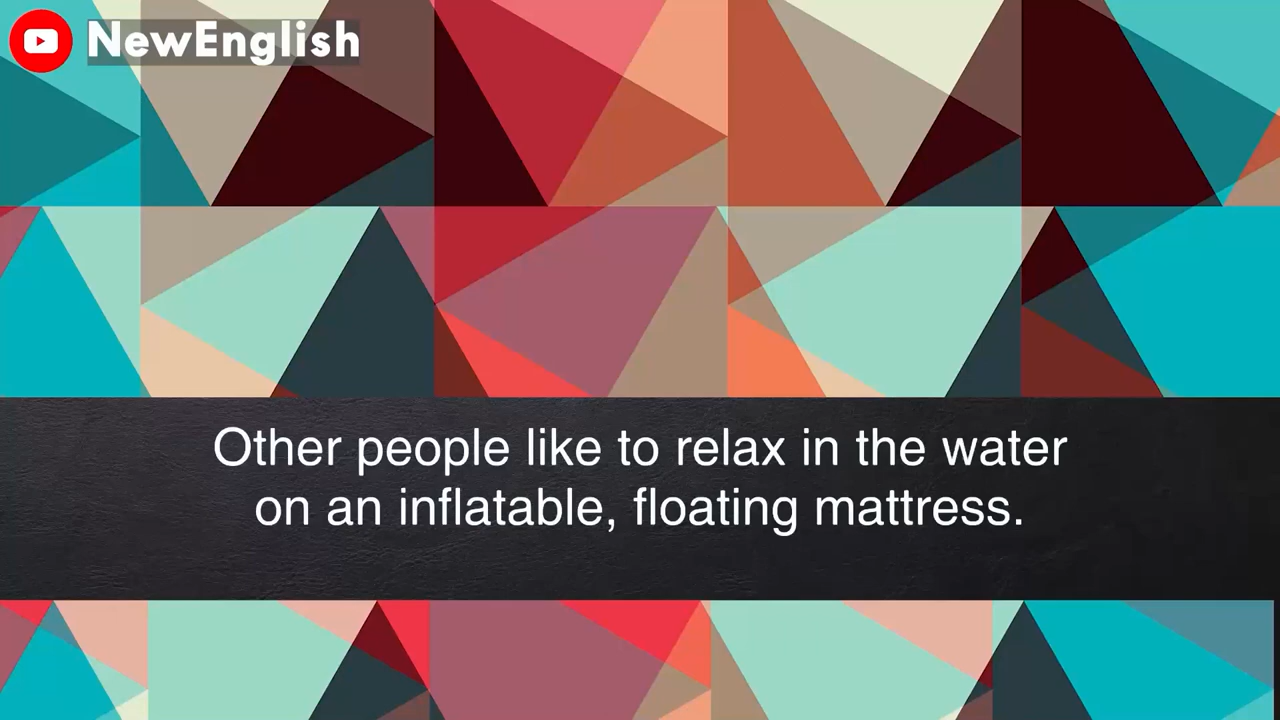 NewEnglish
Other people like to relax in the water
on an inflatable, floating mattress.